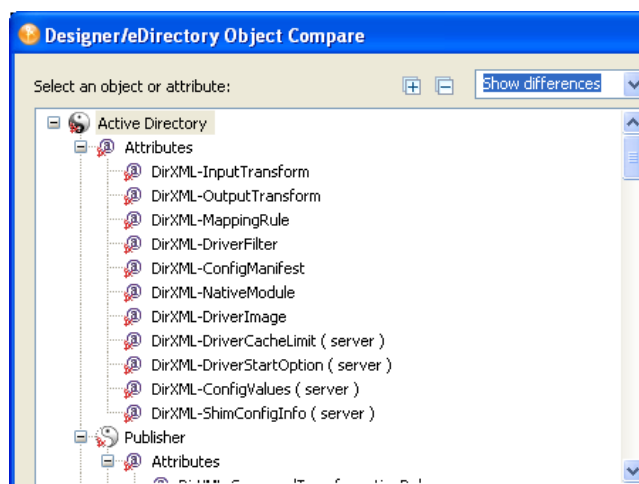 Designer/eDirectory Object Compare
Select an object or attribute:
Show differences
Active Directory
Attributes
DirXML-InputTransform
DirXML-OutputTransform
DirXML-MappingRule
DirXML-DriverFilter
DirXML-ConfigManifest
DirXML-NativeModule
DirXML-DriverImage
DirXML-DriverCacheLimit ( server )
DirXML-DriverStartOption ( server )
DirXML-ConfigValues ( server )
DirXML-ShimConfigInfo ( server )
Publisher
Attributes